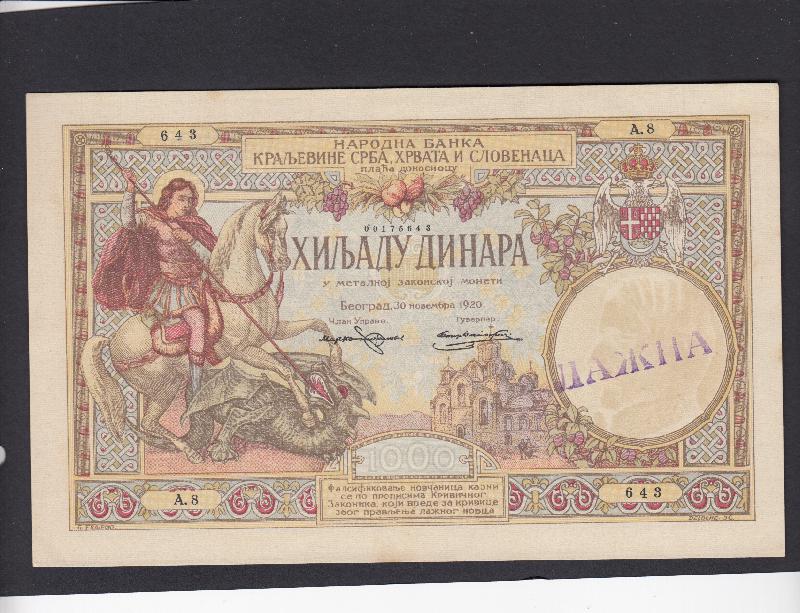 643
A.8
НАРОДНА БАНКА
КРАЉЕВИНЕ СРБА, ХРВАТА И СЛОВЕНАЦА
плаћа доносиоцу
00176643
ХИЉАДУ ДИНАРА
у металној законској монети
Београд, 30 новембра 1920.
Члан Управе. Гувернер.
ЛАЖНА
1000
Фалсификовање новчаница казни
се по прописима Кривичног
Законика, који вреде за кривице
због прављења лажног новца
A.8
643